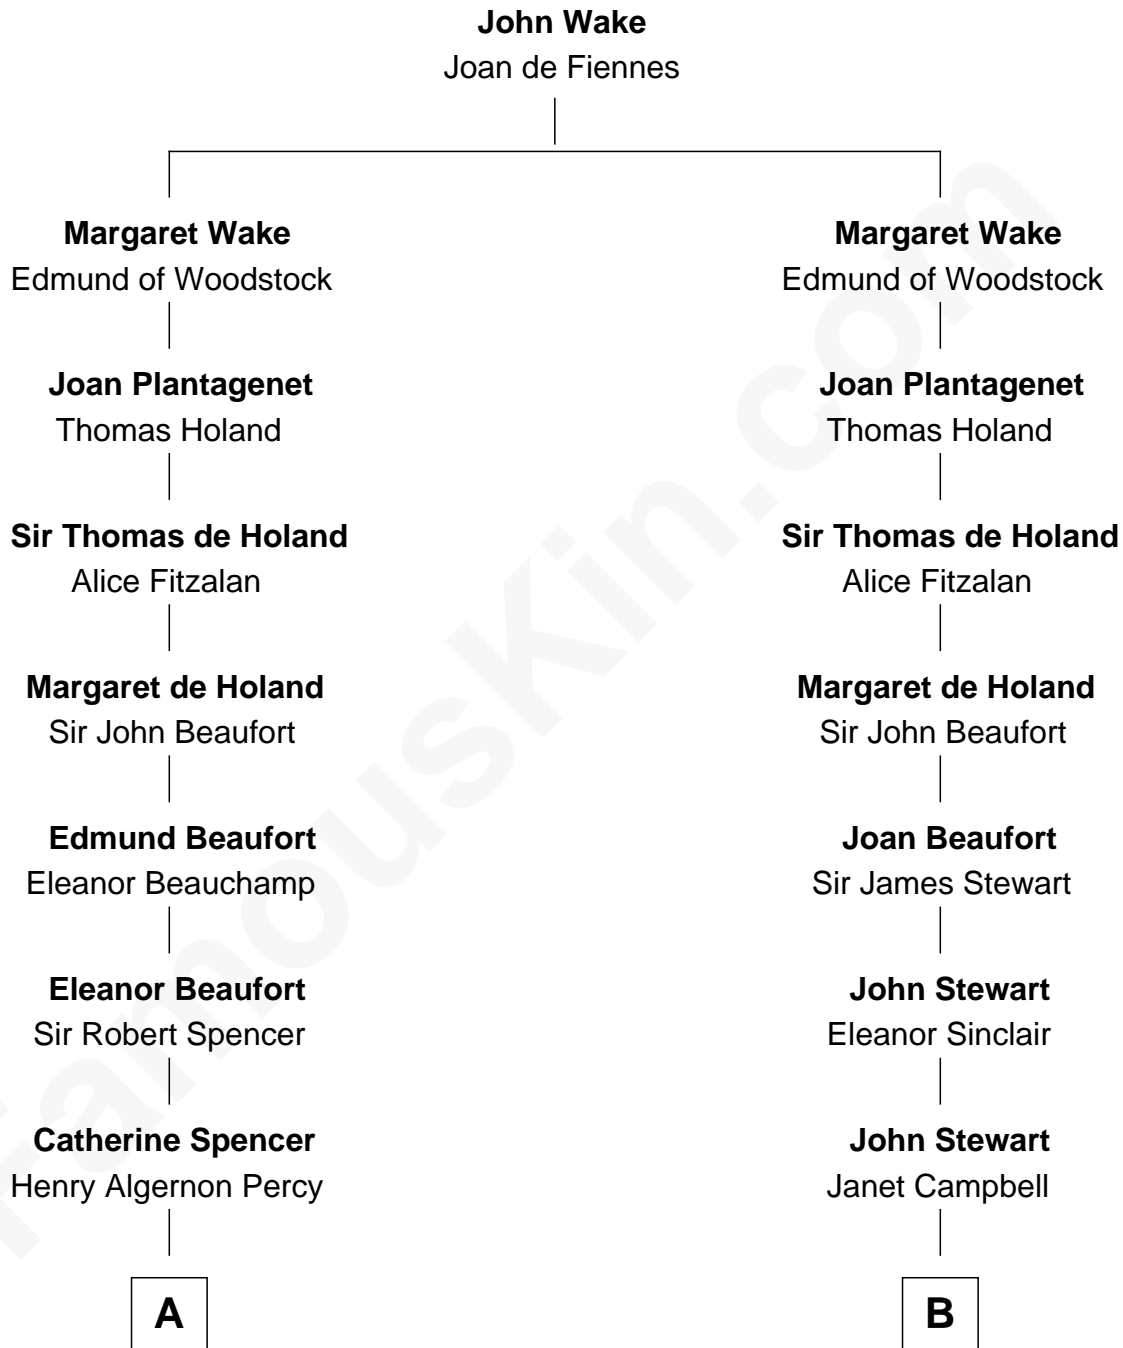 John Wake
Joan de Fiennes
Margaret Wake
Edmund of Woodstock
Margaret Wake
Edmund of Woodstock
Joan Plantagenet
Thomas Holand
Joan Plantagenet
Thomas Holand
Sir Thomas de Holand
Alice Fitzalan
Sir Thomas de Holand
Alice Fitzalan
Margaret de Holand
Sir John Beaufort
Margaret de Holand
Sir John Beaufort
Edmund Beaufort
Eleanor Beauchamp
Joan Beaufort
Sir James Stewart
Eleanor Beaufort
Sir Robert Spencer
John Stewart
Eleanor Sinclair
Catherine Spencer
Henry Algernon Percy
John Stewart
Janet Campbell
A
B
FamousKin.com